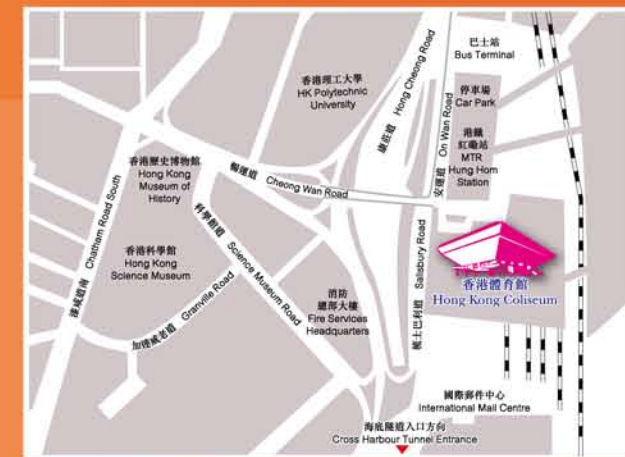 巴士站
Bus Terminal
香港理工大學
HK Polytechnic
University
康莊道 Hong Cheong Road
停車場
Car Park
安運道 On Wan Road
港鐵
紅磡站
MTR
Hung Hom
Station
香港歷史博物館
Hong Kong
Museum of
History
暢運道 Cheong Wan Road
漆咸道南 Chatham Road South
科學館道 Science Museum Road
香港科學館
Hong Kong
Science Museum
加連威老道 Granville Road
消防
總部大樓
Fire Services
Headquarters
梳士巴利道 Salisbury Road
香港體育館
Hong Kong Coliseum
國際郵件中心
International Mail Centre
海底隧道入口方向
Cross Harbour Tunnel Entrance